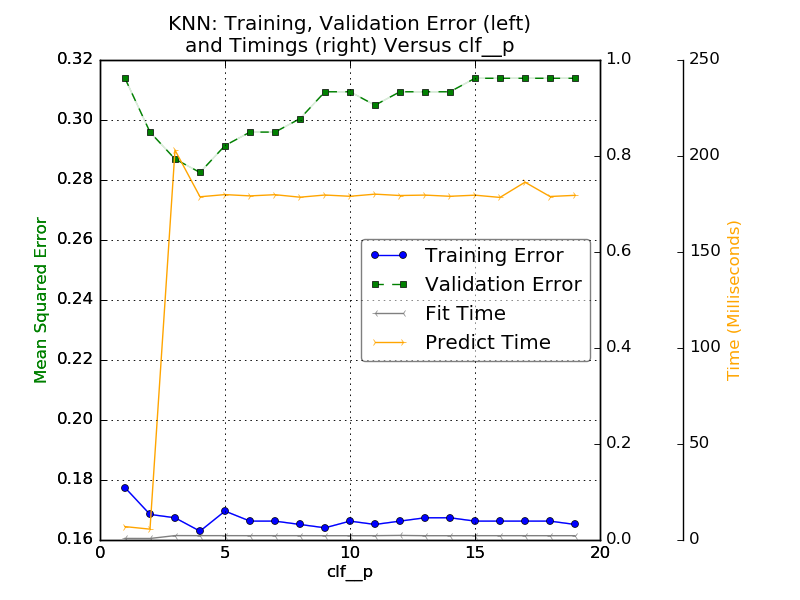 KNN: Training, Validation Error (left)
and Timings (right) Versus clf__p
Mean Squared Error
0.32
0.30
0.28
0.26
0.24
0.22
0.20
0.18
0.16
0
5
10
15
20
clf__p
Training Error
Validation Error
Fit Time
Predict Time
1.0
0.8
0.6
0.4
0.2
0.0
250
200
150
100
50
0
Time (Milliseconds)